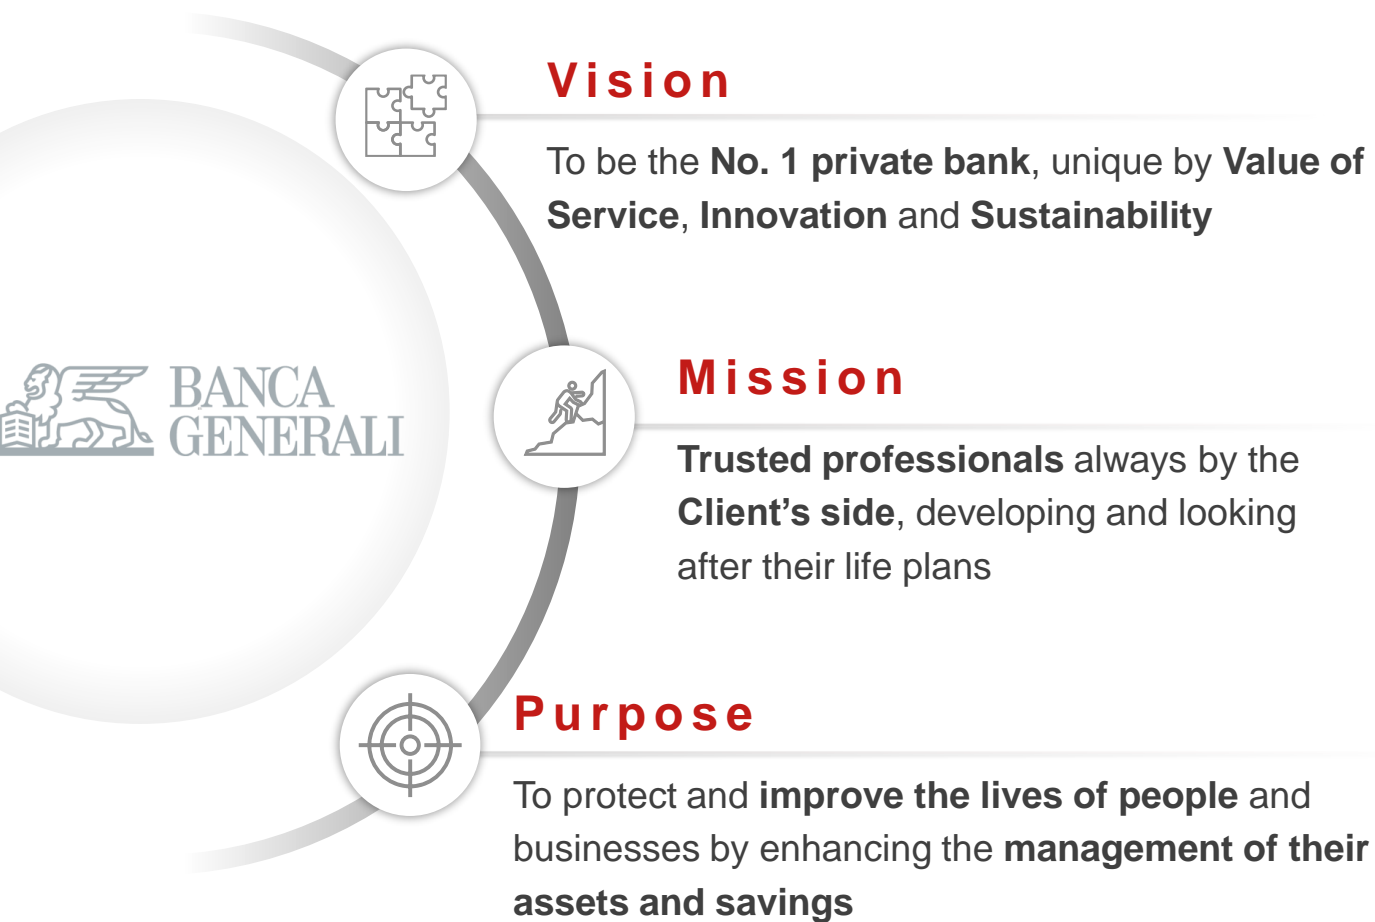 Vision
To be the No. 1 private bank, unique by Value of
Service, Innovation and Sustainability
BANCA
GENERALI
Mission
Trusted professionals always by the
Client’s side, developing and looking
after their life plans
Purpose
To protect and improve the lives of people and
businesses by enhancing the management of their
assets and savings